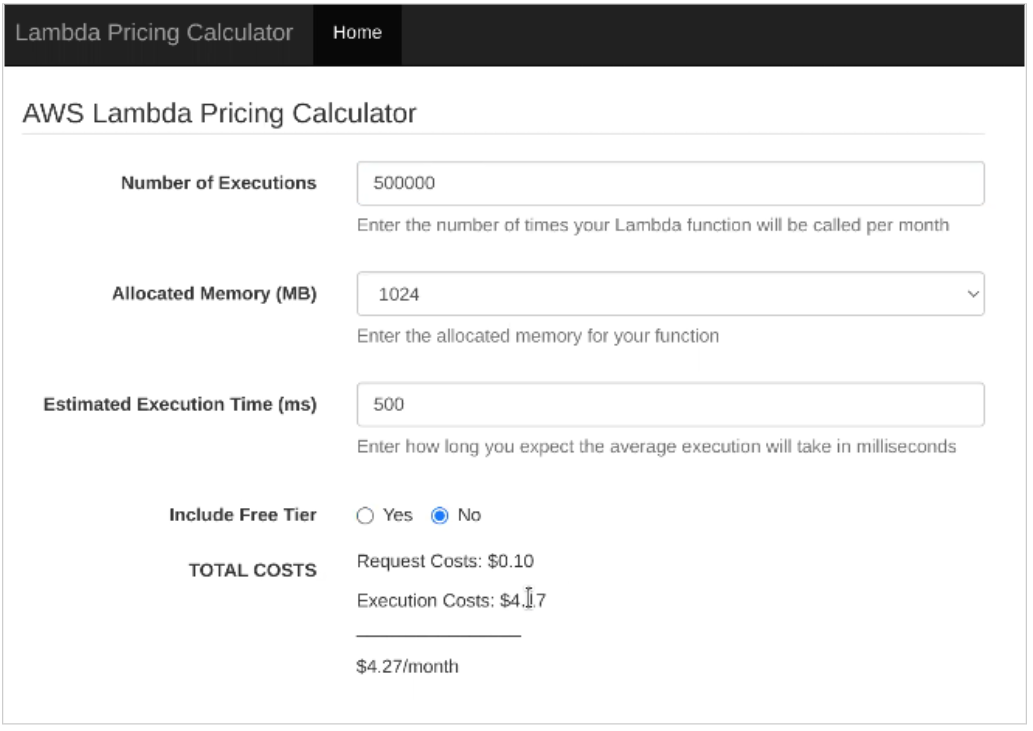 Lambda Pricing Calculator Home
AWS Lambda Pricing Calculator
Number of Executions 500000
Enter the number of times your Lambda function will be called per month
Allocated Memory (MB) 1024
Enter the allocated memory for your function
Estimated Execution Time (ms) 500
Enter how long you expect the average execution will take in milliseconds
Include Free Tier Yes No
TOTAL COSTS Request Costs: $0.10
Execution Costs:
$4.27/month